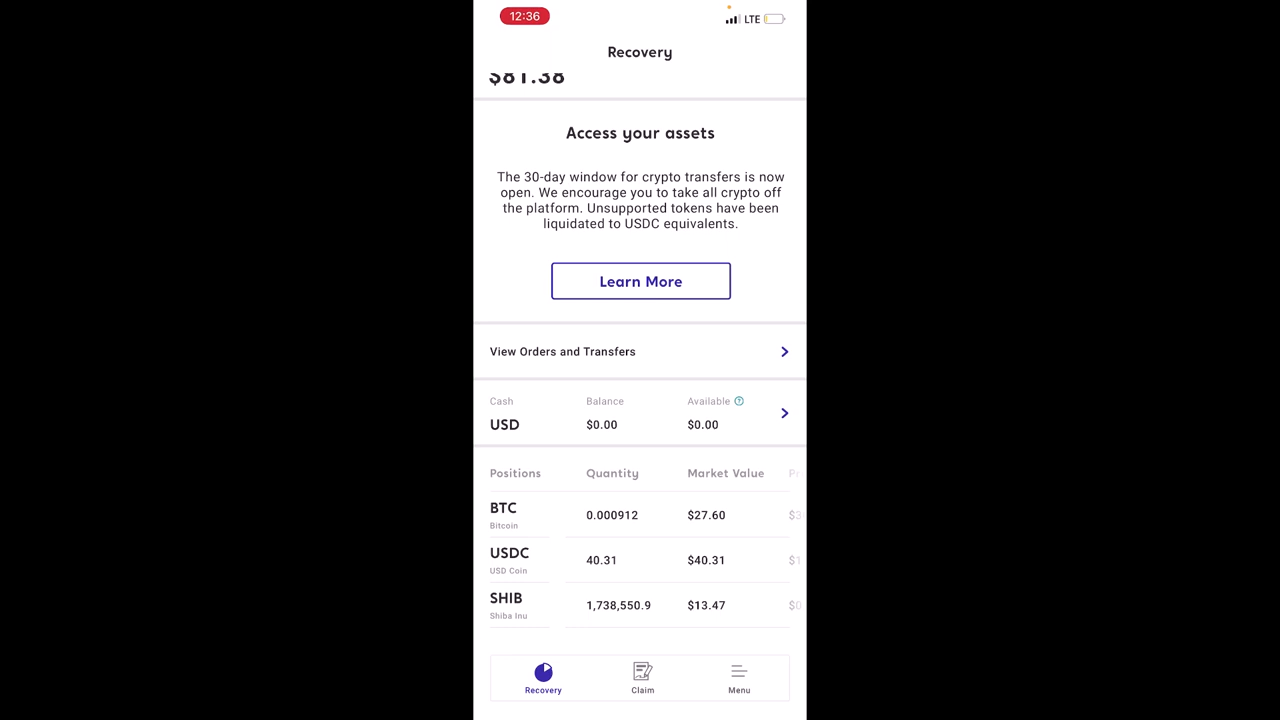 12:36
LTE
Recovery
$81.38
Access your assets
The 30-day window for crypto transfers is now
open. We encourage you to take all crypto off
the platform. Unsupported tokens have been
liquidated to USDC equivalents.
Learn More
View Orders and Transfers
Cash Balance Available ?
USD $0.00 $0.00
Positions Quantity Market Value
BTC 0.000912 $27.60
Bitcoin
USDC 40.31 $40.31 $1
USD Coin
SHIB 1,738,550.9 $13.47 $0
Shiba Inu
Recovery Claim Menu